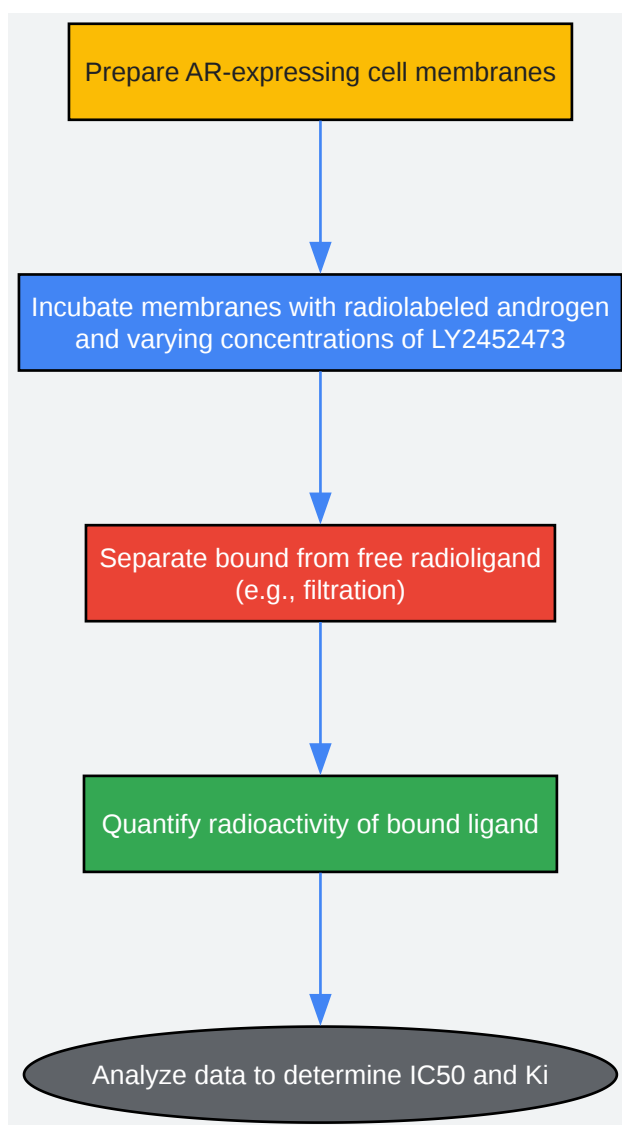 Prepare AR-expressing cell membranes
Incubate membranes with radiolabeled androgen
and varying concentrations of LY2452473
Separate bound from free radioligand
(e.g., filtration)
Quantify radioactivity of bound ligand
Analyze data to determine IC50 and Ki